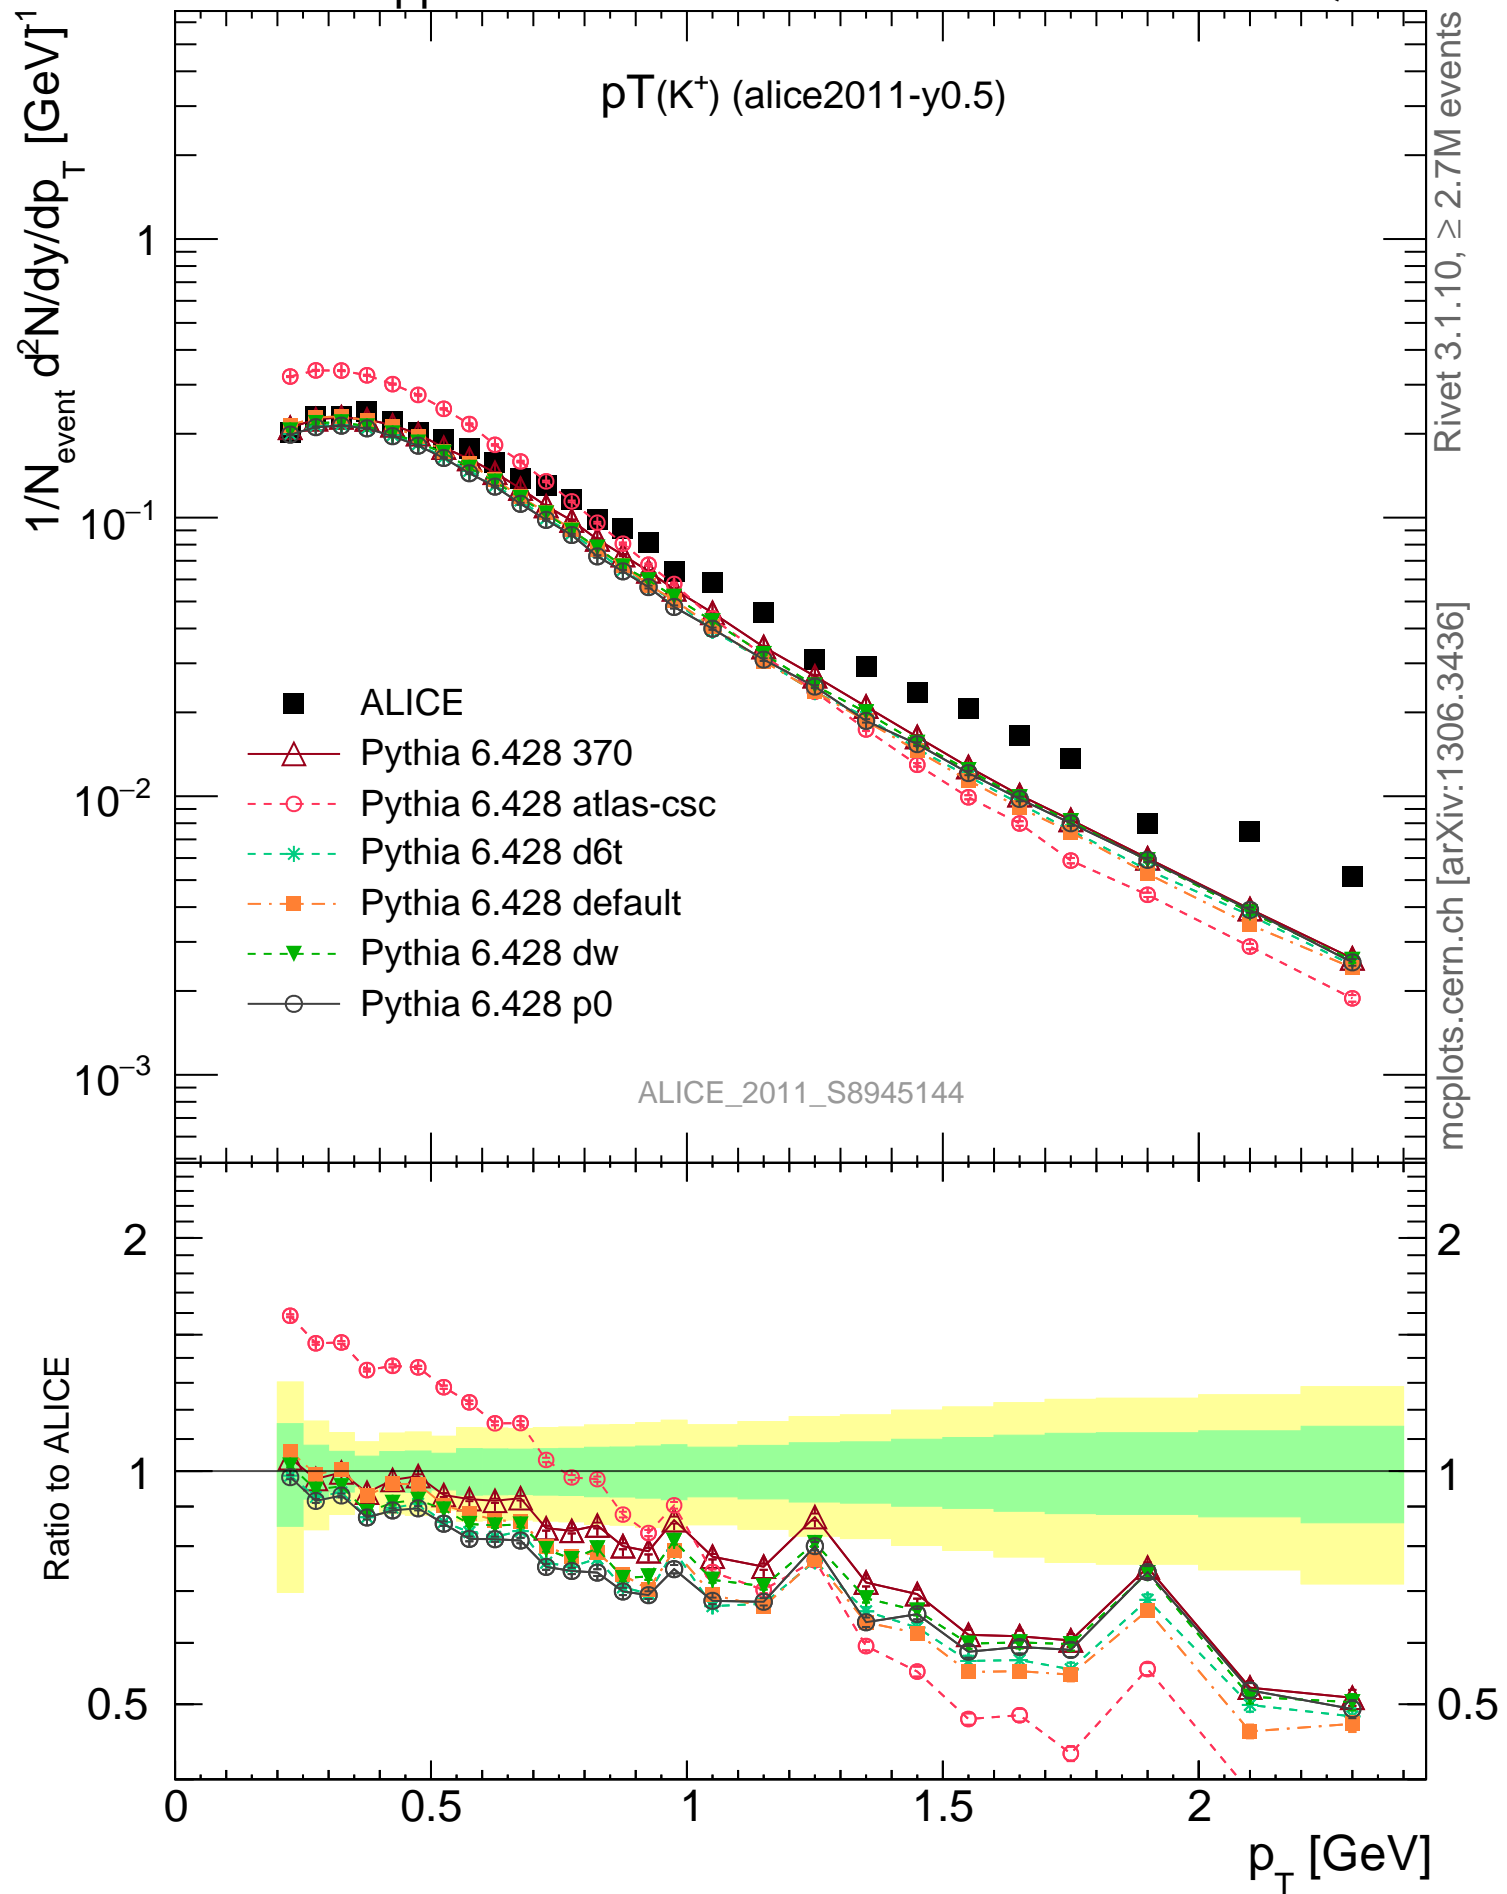 pp
pT(K⁺) (alice2011-y0.5)
1/N_event d²N/dy/dp_T [GeV]⁻¹
1
10⁻¹
10⁻²
10⁻³
ALICE
Pythia 6.428 370
Pythia 6.428 atlas-csc
Pythia 6.428 d6t
Pythia 6.428 default
Pythia 6.428 dw
Pythia 6.428 p0
ALICE_2011_S8945144
Rivet 3.1.10, ≥ 2.7M events
mcplots.cern.ch [arXiv:1306.3436]
Ratio to ALICE
2
1
0.5
2
1
0.5
0
0.5
1
1.5
2
p_T [GeV]